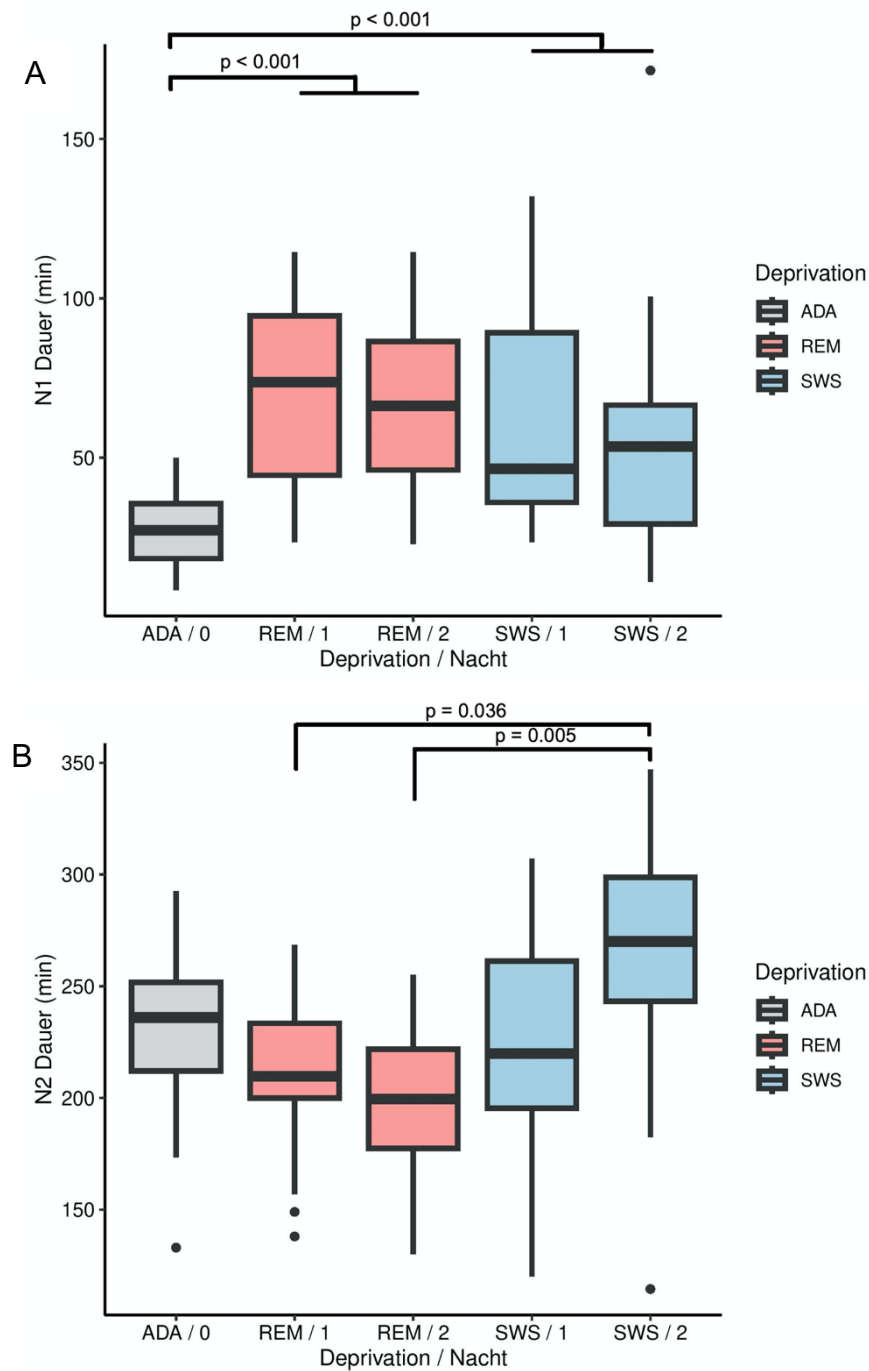 A
p < 0.001
p < 0.001
150
100
50
N1 Dauer (min)
ADA / 0
REM / 1
REM / 2
SWS / 1
SWS / 2
Deprivation / Nacht
Deprivation
ADA
REM
SWS
B
p = 0.036
p = 0.005
350
300
250
200
150
N2 Dauer (min)
ADA / 0
REM / 1
REM / 2
SWS / 1
SWS / 2
Deprivation / Nacht
Deprivation
ADA
REM
SWS